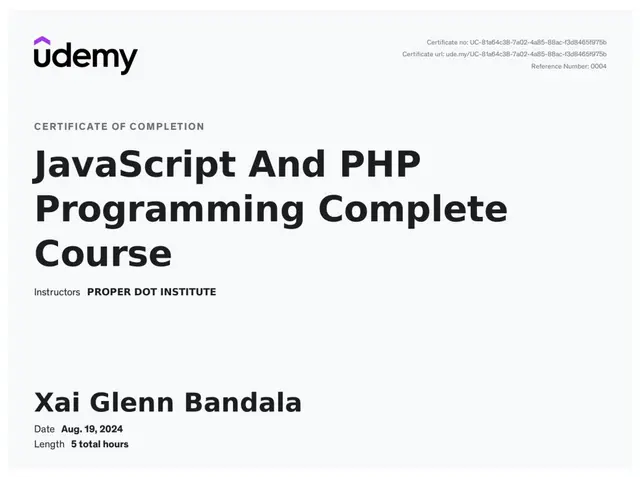 udemy
Certificate no: UC-81a64c38-7a02-4a85-88ac-f3d8465f975b
Certificate url: ude.my/UC-81a64c38-7a02-4a85-88ac-f3d8465f975b
Reference Number: 0004
CERTIFICATE OF COMPLETION
JavaScript And PHP
Programming Complete
Course
Instructors PROPER DOT INSTITUTE
Xai Glenn Bandala
Date Aug. 19, 2024
Length 5 total hours